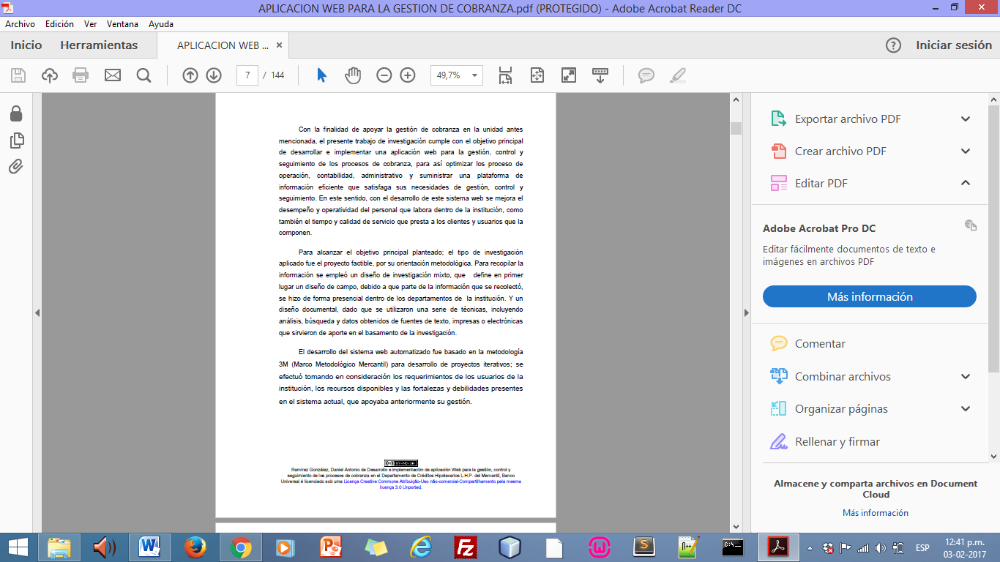 APLICACION WEB PARA LA GESTION DE COBRANZA.pdf (PROTEGIDO) - Adobe Acrobat Reader DC
Archivo Edición Ver Ventana Ayuda
Inicio Herramientas APLICACION WEB ... × ? Iniciar sesión
7 / 144 49,7%
Con la finalidad de apoyar la gestión de cobranza en la unidad antes
mencionada, el presente trabajo de investigación cumple con el objetivo principal
de desarrollar e implementar una aplicación web para la gestión, control y
seguimiento de los procesos de cobranza, para así optimizar los proceso de
operación, contabilidad, administrativo y suministrar una plataforma de
información eficiente que satisfaga sus necesidades de gestión, control y
seguimiento. En este sentido, con el desarrollo de este sistema web se mejora el
desempeño y operatividad del personal que labora dentro de la institución, como
también el tiempo y calidad de servicio que presta a los clientes y usuarios que la
componen.
Para alcanzar el objetivo principal planteado; el tipo de investigación
aplicado fue el proyecto factible, por su orientación metodológica. Para recopilar la
información se empleó un diseño de investigación mixto, que define en primer
lugar un diseño de campo, debido a que parte de la información que se recolectó,
se hizo de forma presencial dentro de los departamentos de la institución. Y un
diseño documental, dado que se utilizaron una serie de técnicas, incluyendo
análisis, búsqueda y datos obtenidos de fuentes de texto, impresas o electrónicas
que sirvieron de aporte en el basamento de la investigación.
El desarrollo del sistema web automatizado fue basado en la metodología
3M (Marco Metodológico Mercantil) para desarrollo de proyectos iterativos; se
efectuó tomando en consideración los requerimientos de los usuarios de la
institución, los recursos disponibles y las fortalezas y debilidades presentes
en el sistema actual, que apoyaba anteriormente su gestión.
(cc) BY-NC-SA
Ramírez González, Daniel Antonio de Desarrollo e implementación de aplicación Web para la gestión, control y
seguimiento de los procesos de cobranza en el Departamento de Créditos Hipotecarios L.H.P. del Mercantil, Banco
Universal é licenciado sob uma Licença Creative Commons Atribuição-Uso não-comercial-Compartilhamento pela mesma
licença 3.0 Unported.
Exportar archivo PDF
Crear archivo PDF
Editar PDF
Adobe Acrobat Pro DC
Editar fácilmente documentos de texto e
imágenes en archivos PDF
Más información
Comentar
Combinar archivos
Organizar páginas
Rellenar y firmar
Almacene y comparta archivos en Document
Cloud
Más información
ESP 12:41 p.m.
03-02-2017